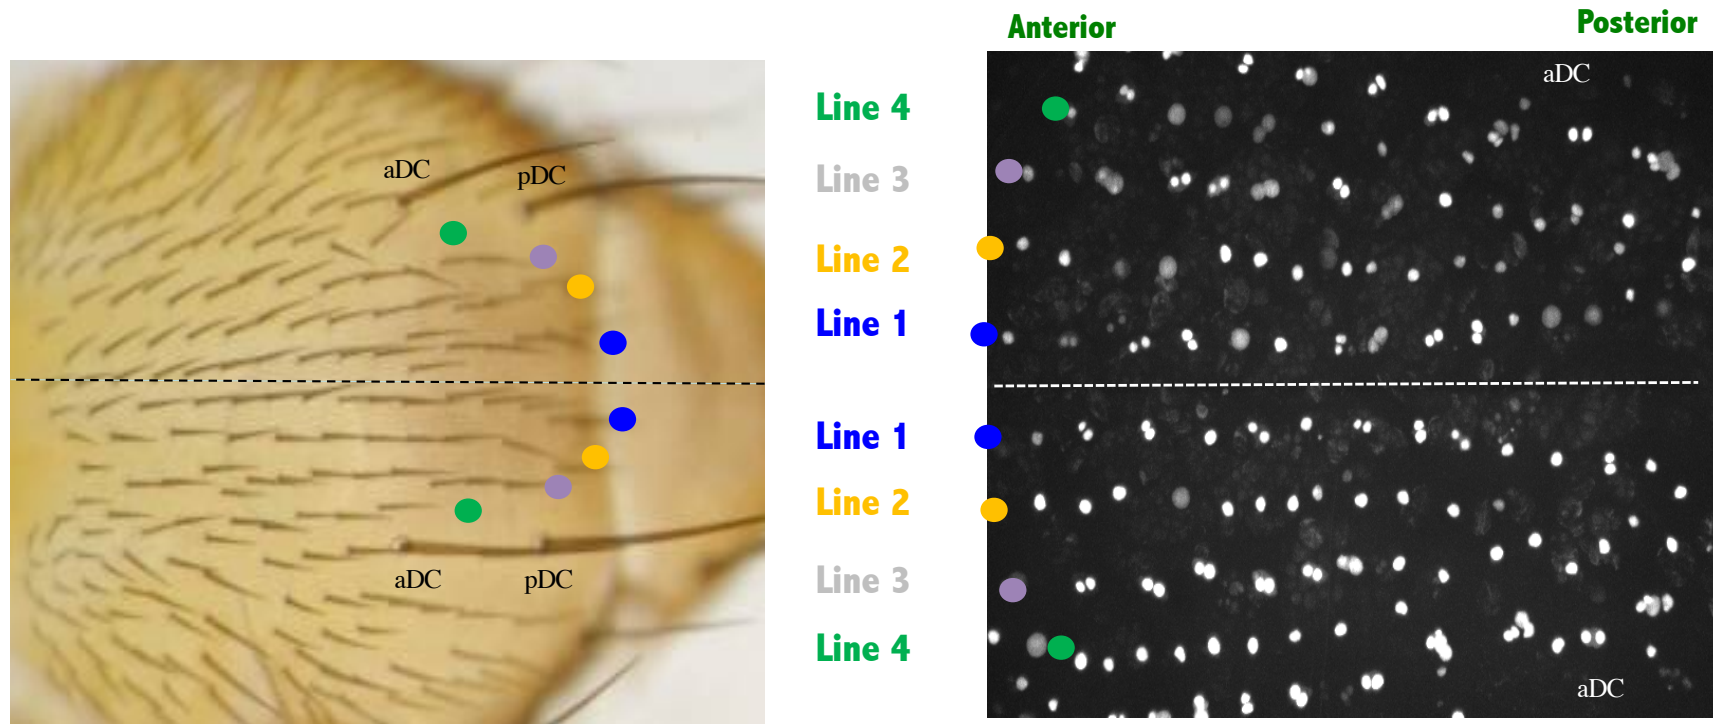 Anterior
Posterior
aDC
Line 4
aDC
pDC
Line 3
Line 2
Line 1
Line 1
Line 2
aDC
pDC
Line 3
Line 4
aDC